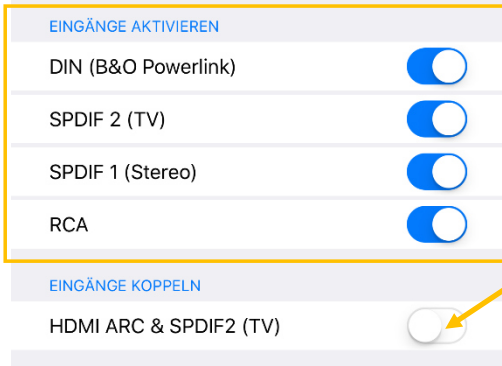 EINGÄNGE AKTIVIEREN
DIN (B&O Powerlink)
SPDIF 2 (TV)
SPDIF 1 (Stereo)
RCA
EINGÄNGE KOPPELN
HDMI ARC & SPDIF2 (TV)